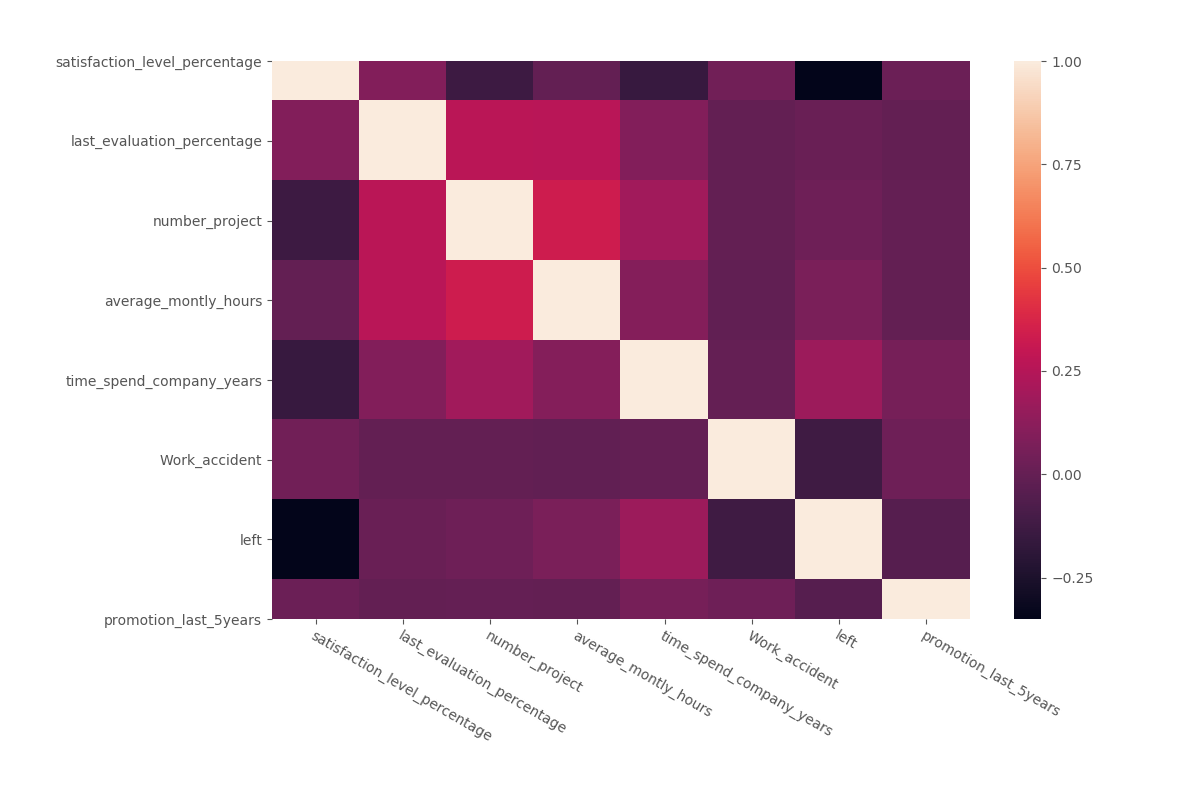 satisfaction_level_percentage
last_evaluation_percentage
number_project
average_montly_hours
time_spend_company_years
Work_accident
left
promotion_last_5years
satisfaction_level_percentage
last_evaluation_percentage
number_project
average_montly_hours
time_spend_company_years
Work_accident
left
promotion_last_5years
1.00
0.75
0.50
0.25
0.00
−0.25